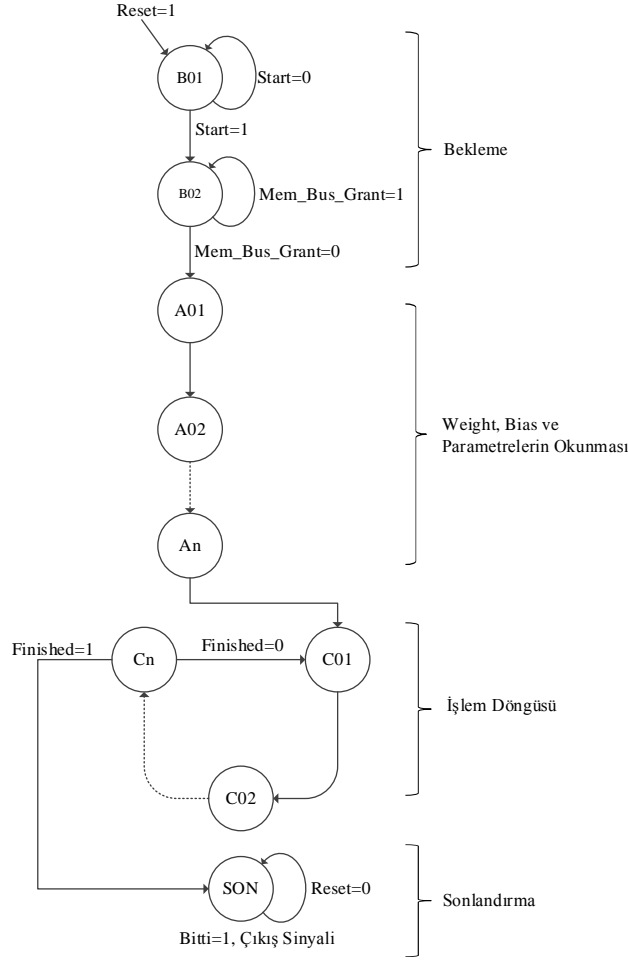 Reset=1
B01
Start=0
Start=1
Bekleme
B02
Mem_Bus_Grant=1
Mem_Bus_Grant=0
A01
A02
Weight, Bias ve
Parametrelerin Okunması
An
Finished=1
Cn
Finished=0
C01
İşlem Döngüsü
C02
SON
Reset=0
Sonlandırma
Bitti=1, Çıkış Sinyali